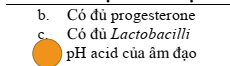 b. Có đủ progesterone
c. Có đủ Lactobacilli
pH acid của âm đạo